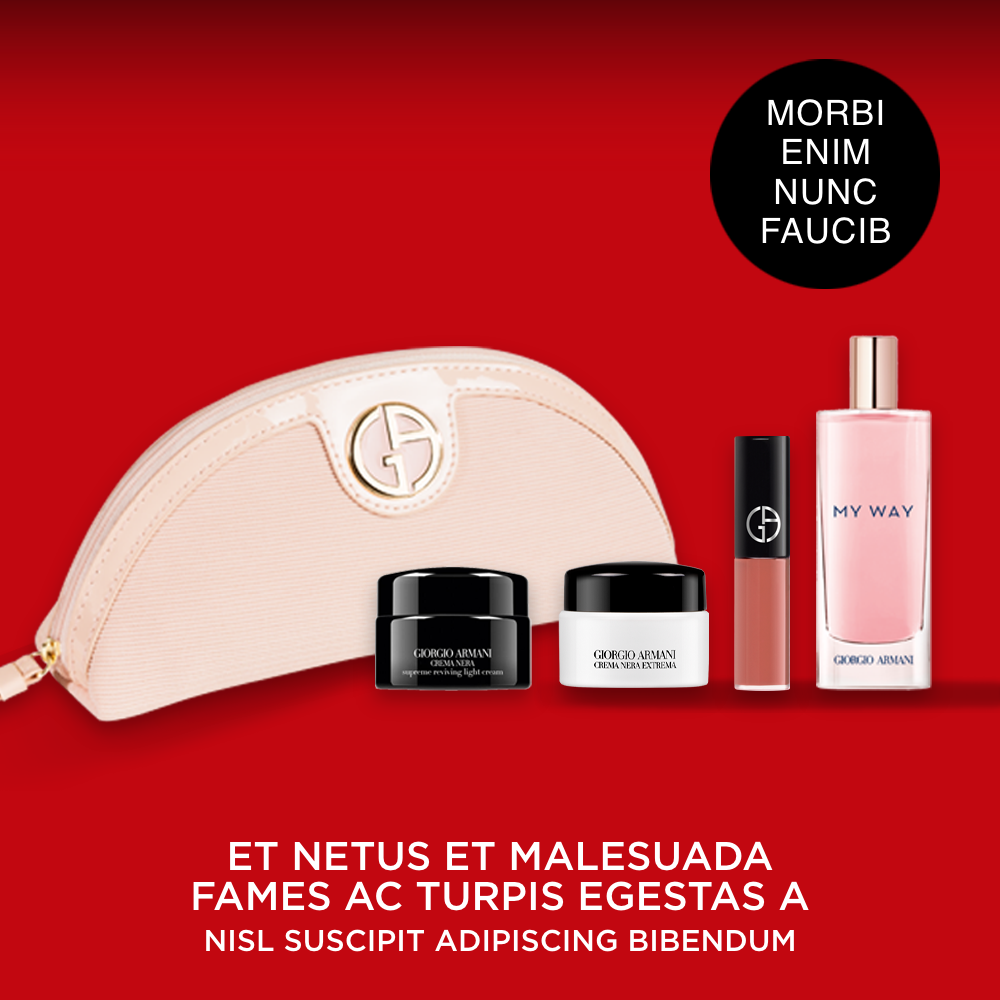 MORBI
ENIM
NUNC
FAUCIB
MY WAY
GIORGIO ARMANI
CREMA NERA
supreme reviving light cream
GIORGIO ARMANI
CREMA NERA EXTREMA
GIORGIO ARMANI
ET NETUS ET MALESUADA
FAMES AC TURPIS EGESTAS A
NISL SUSCIPIT ADIPISCING BIBENDUM